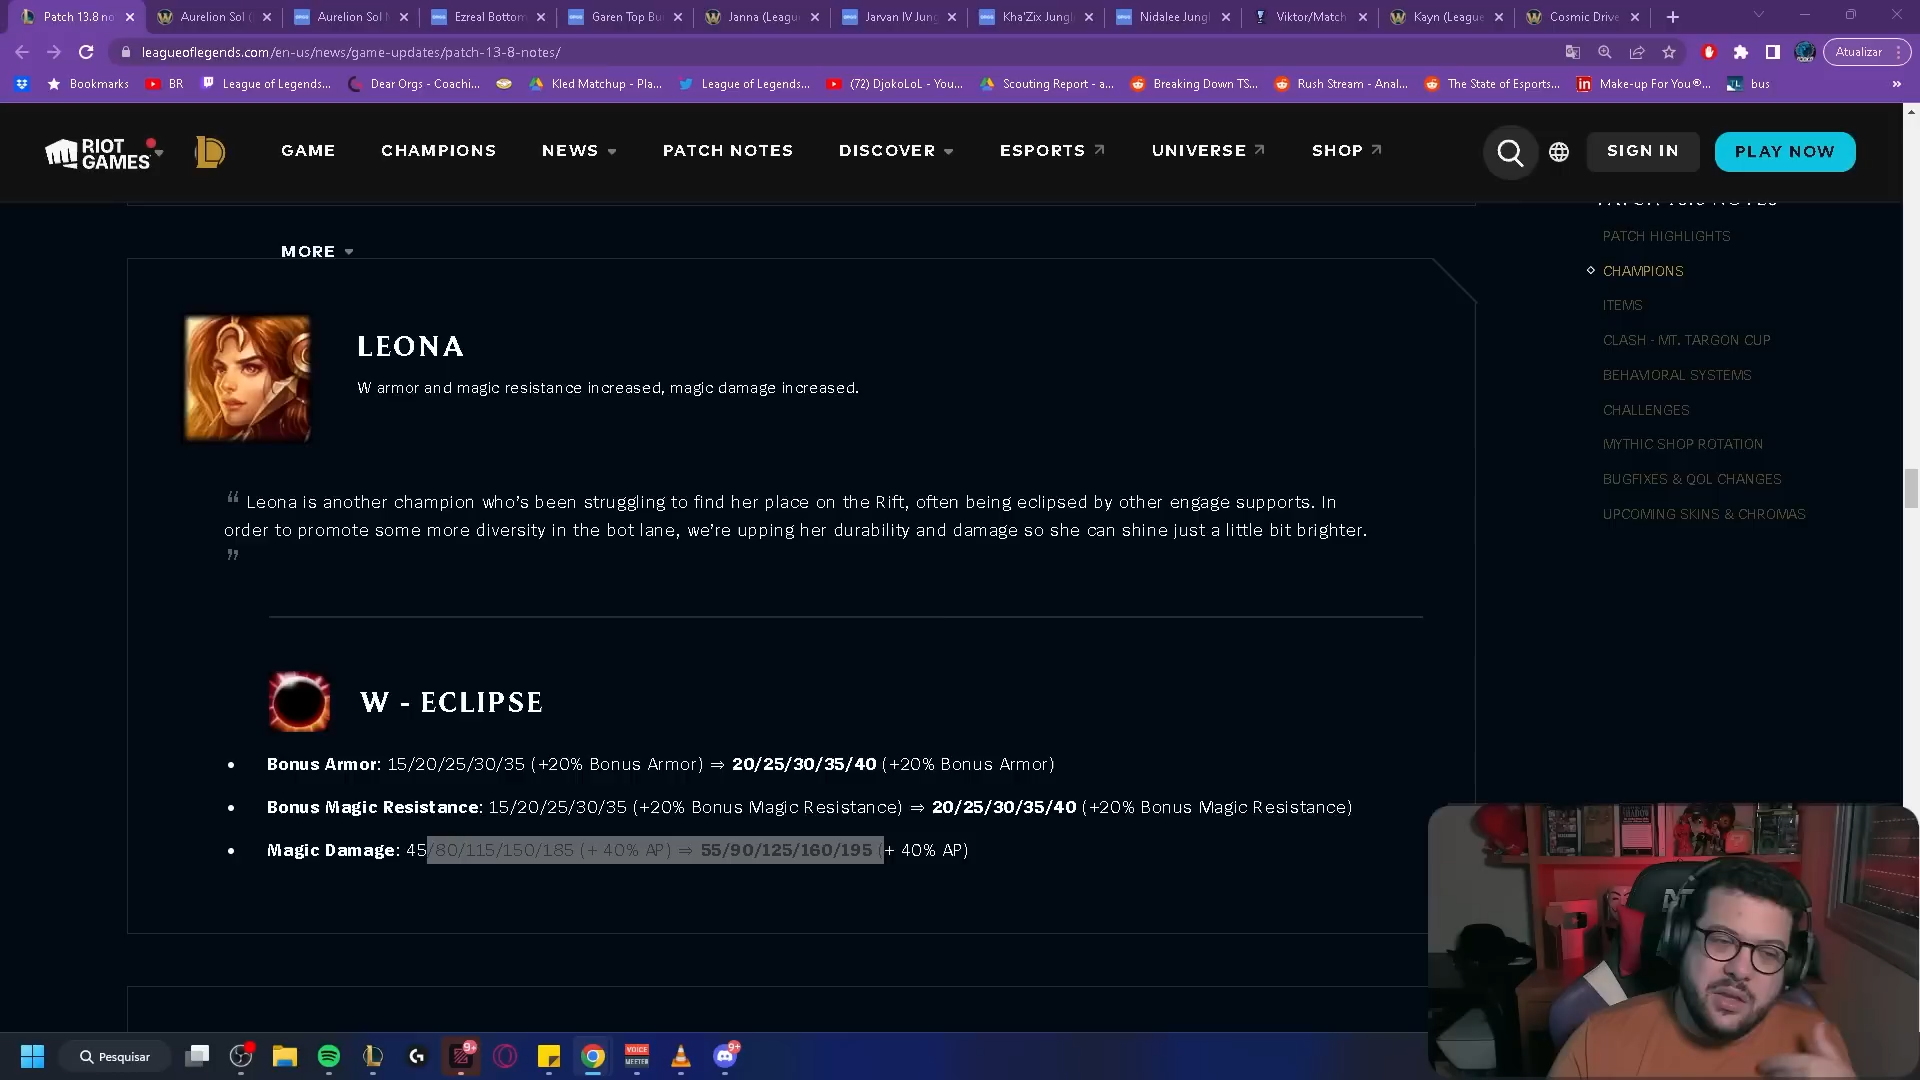 Patch 13.8 no
Aurelion Sol (
Aurelion Sol M
Ezreal Bottom
Garen Top Bu
Janna (Leagu
Jarvan IV Jung
Kha'Zix Jungl
Nidalee Jungl
Viktor/Match
Kayn (League
Cosmic Drive
leagueoflegends.com/en-us/news/game-updates/patch-13-8-notes/
Atualizar
Bookmarks
BR
League of Legends...
Dear Orgs - Coachi...
Kled Matchup - Pla...
League of Legends...
(72) DjokoLoL - You...
Scouting Report - a...
Breaking Down TS...
Rush Stream - Anal...
The State of Esports...
Make-up For You®...
bus
RIOT GAMES
GAME
CHAMPIONS
NEWS
PATCH NOTES
DISCOVER
ESPORTS
UNIVERSE
SHOP
SIGN IN
PLAY NOW
MORE
PATCH 13.8 NOTES
PATCH HIGHLIGHTS
CHAMPIONS
ITEMS
CLASH - MT. TARGON CUP
BEHAVIORAL SYSTEMS
CHALLENGES
MYTHIC SHOP ROTATION
BUGFIXES & QOL CHANGES
UPCOMING SKINS & CHROMAS
LEONA
W armor and magic resistance increased, magic damage increased.
“ Leona is another champion who's been struggling to find her place on the Rift, often being eclipsed by other engage supports. In
order to promote some more diversity in the bot lane, we're upping her durability and damage so she can shine just a little bit brighter.
”
W - ECLIPSE
• Bonus Armor: 15/20/25/30/35 (+20% Bonus Armor) ⇒ 20/25/30/35/40 (+20% Bonus Armor)
• Bonus Magic Resistance: 15/20/25/30/35 (+20% Bonus Magic Resistance) ⇒ 20/25/30/35/40 (+20% Bonus Magic Resistance)
• Magic Damage: 45/80/115/150/185 (+ 40% AP) ⇒ 55/90/125/160/195 (+ 40% AP)
Pesquisar
9+
VOICE
MEETER
9+